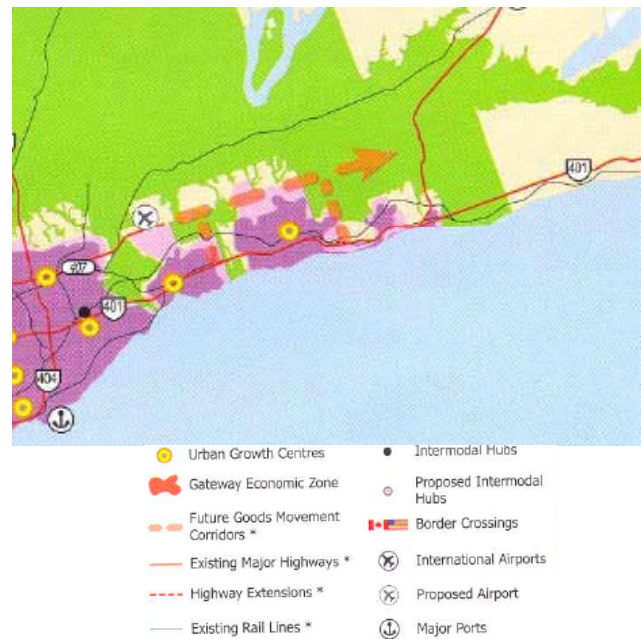 401
407
401
404
Urban Growth Centres
Intermodal Hubs
Gateway Economic Zone
Proposed Intermodal
Hubs
Future Goods Movement
Corridors *
Border Crossings
Existing Major Highways *
International Airports
Highway Extensions *
Proposed Airport
Existing Rail Lines *
Major Ports